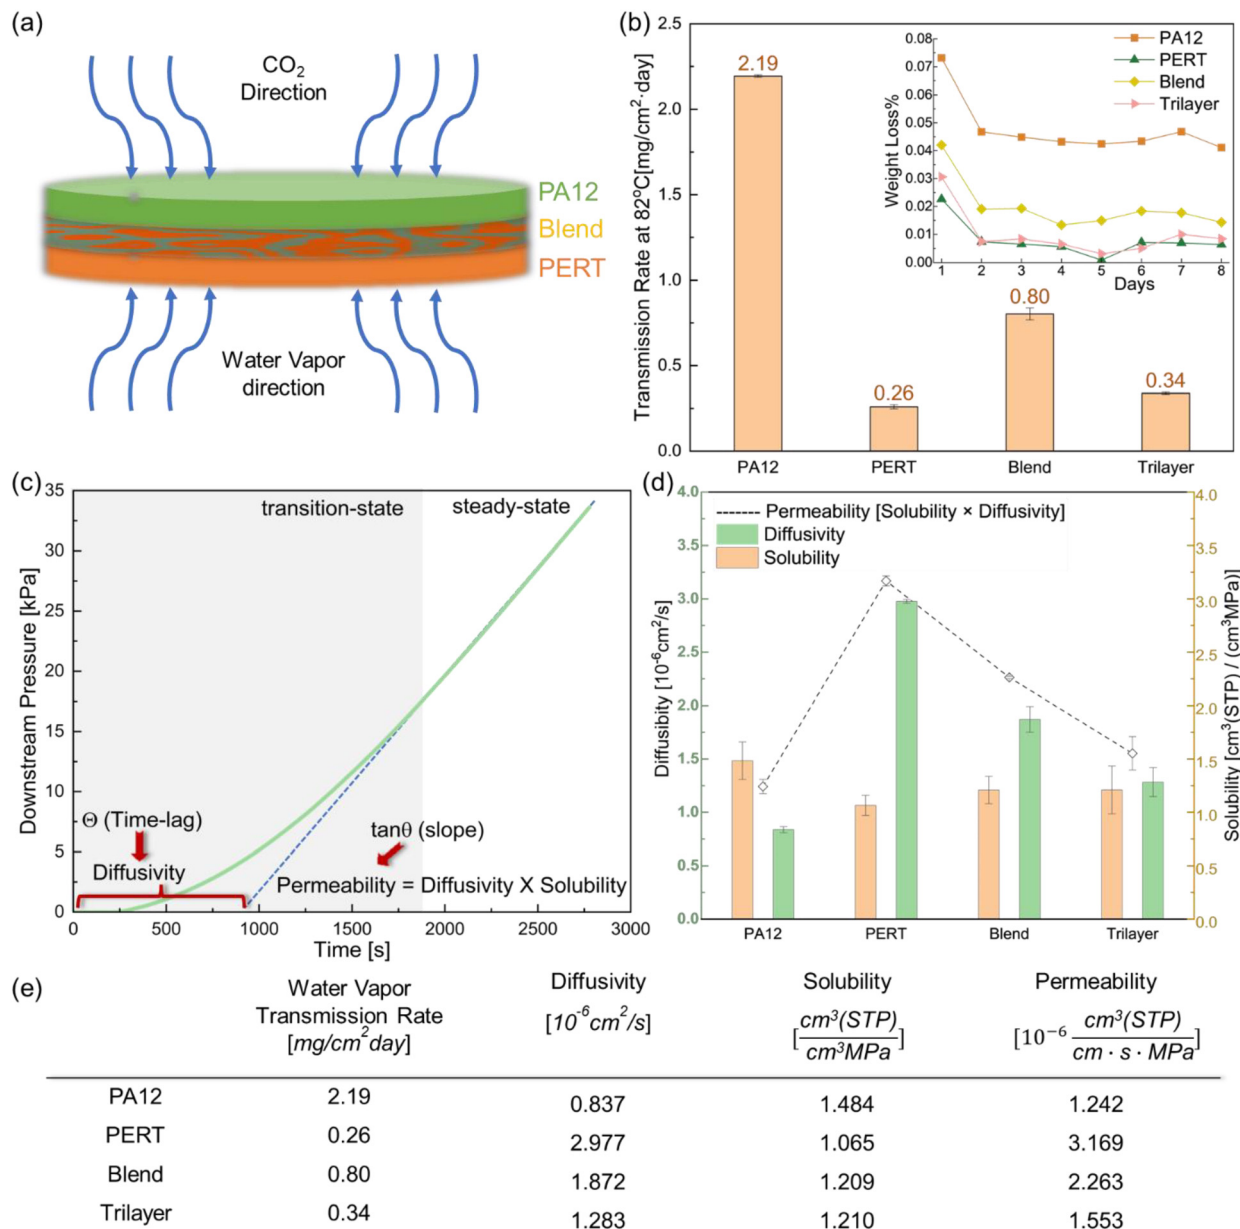 (a)
CO2
Direction
PA12
Blend
PERT
Water Vapor
direction
(b)
Transmission Rate at 82°C[mg/cm²·day]
2.5
2.0
1.5
1.0
0.5
0.0
2.19
0.26
0.80
0.34
PA12
PERT
Blend
Trilayer
Weight Loss%
0.08
0.07
0.06
0.05
0.04
0.03
0.02
0.01
0.00
1 2 3 4 5 6 7 8
Days
PA12
PERT
Blend
Trilayer
(c)
Downstream Pressure [kPa]
35
30
25
20
15
10
5
0
transition-state
steady-state
Θ (Time-lag)
Diffusivity
tanθ (slope)
Permeability = Diffusivity X Solubility
0 500 1000 1500 2000 2500 3000
Time [s]
(d)
Diffusibity [10⁻⁶cm²/s]
4.0
3.5
3.0
2.5
2.0
1.5
1.0
0.5
0.0
Permeability [Solubility × Diffusivity]
Diffusivity
Solubility
PA12
PERT
Blend
Trilayer
4.0
3.5
3.0
2.5
2.0
1.5
1.0
0.5
0.0
Solubility [cm³(STP) / (cm³MPa)]
(e)
Water Vapor
Transmission Rate
[mg/cm²day]
Diffusivity
[10⁻⁶cm²/s]
Solubility
[cm³(STP)
cm³MPa]
Permeability
[10⁻⁶ cm³(STP)
cm · s · MPa]
PA12 2.19 0.837 1.484 1.242
PERT 0.26 2.977 1.065 3.169
Blend 0.80 1.872 1.209 2.263
Trilayer 0.34 1.283 1.210 1.553